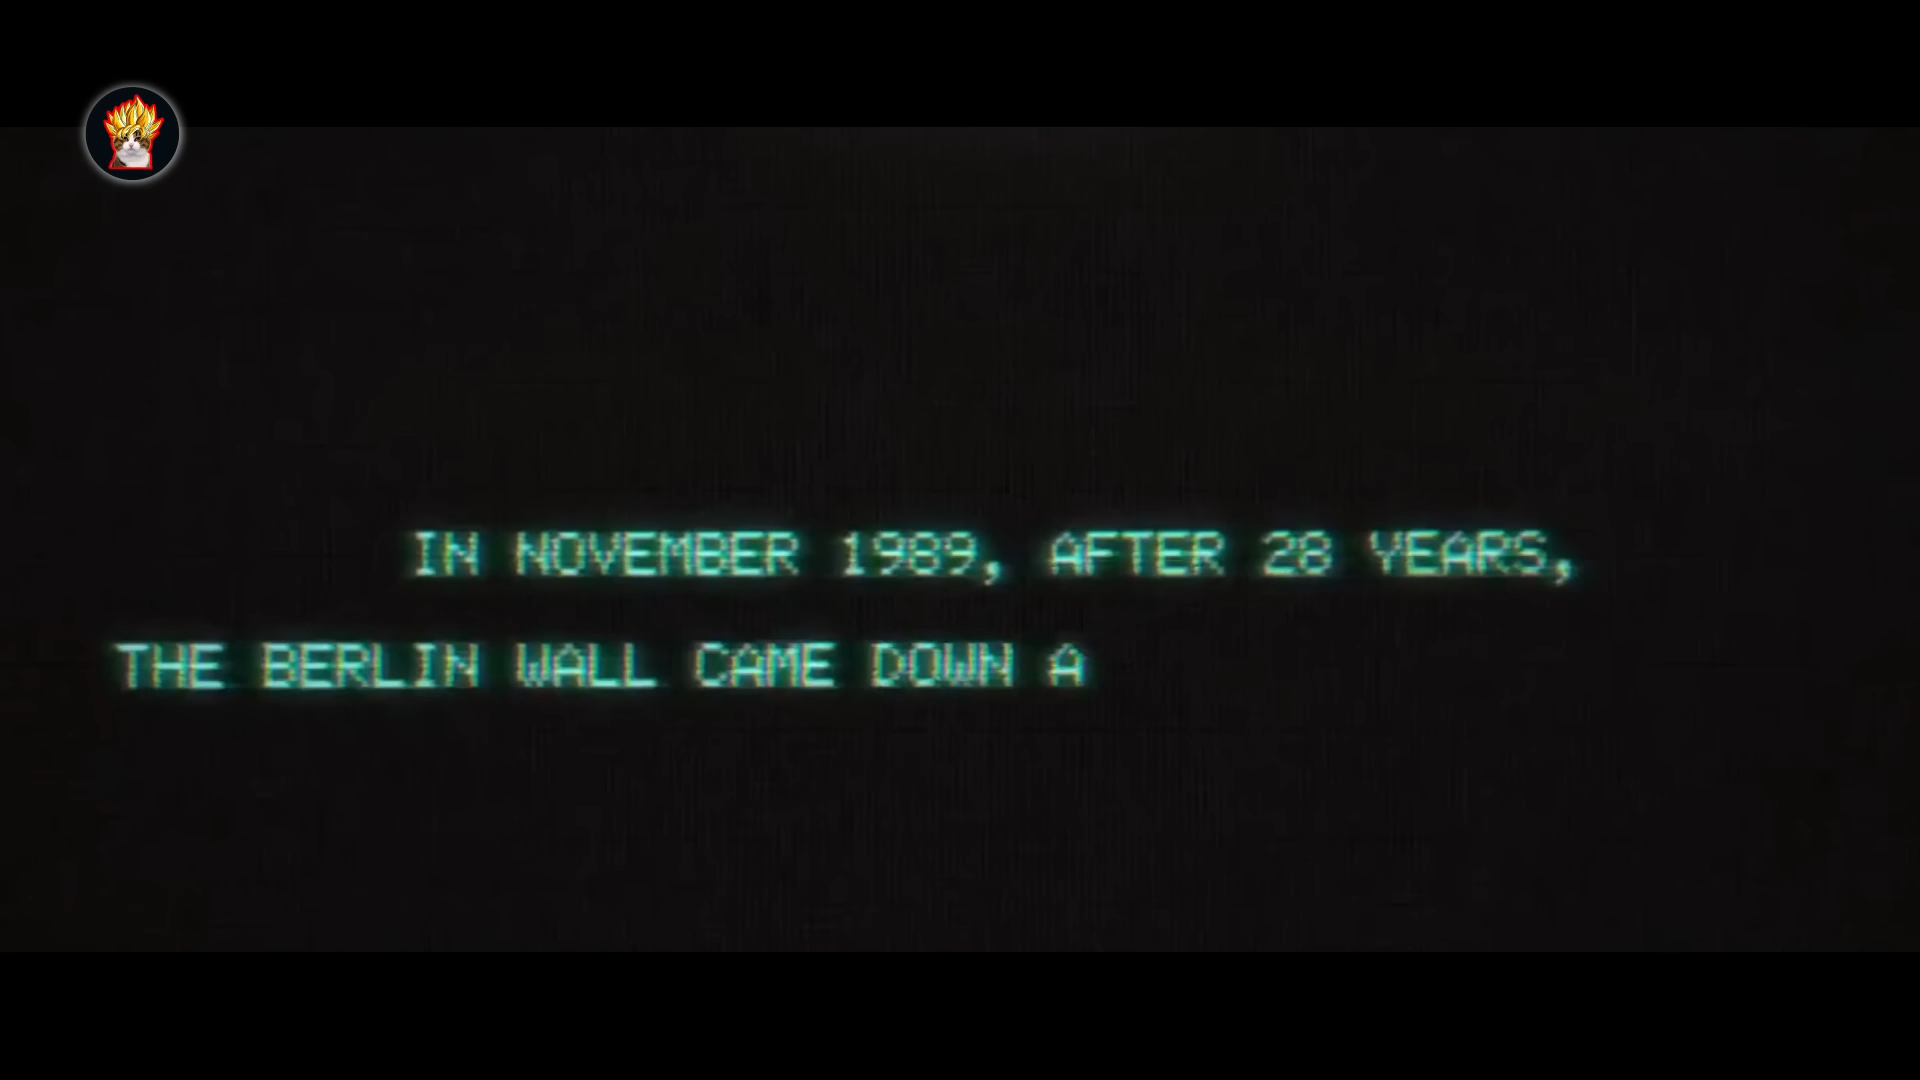 IN NOVEMBER 1989, AFTER 28 YEARS,
THE BERLIN WALL CAME DOWN A